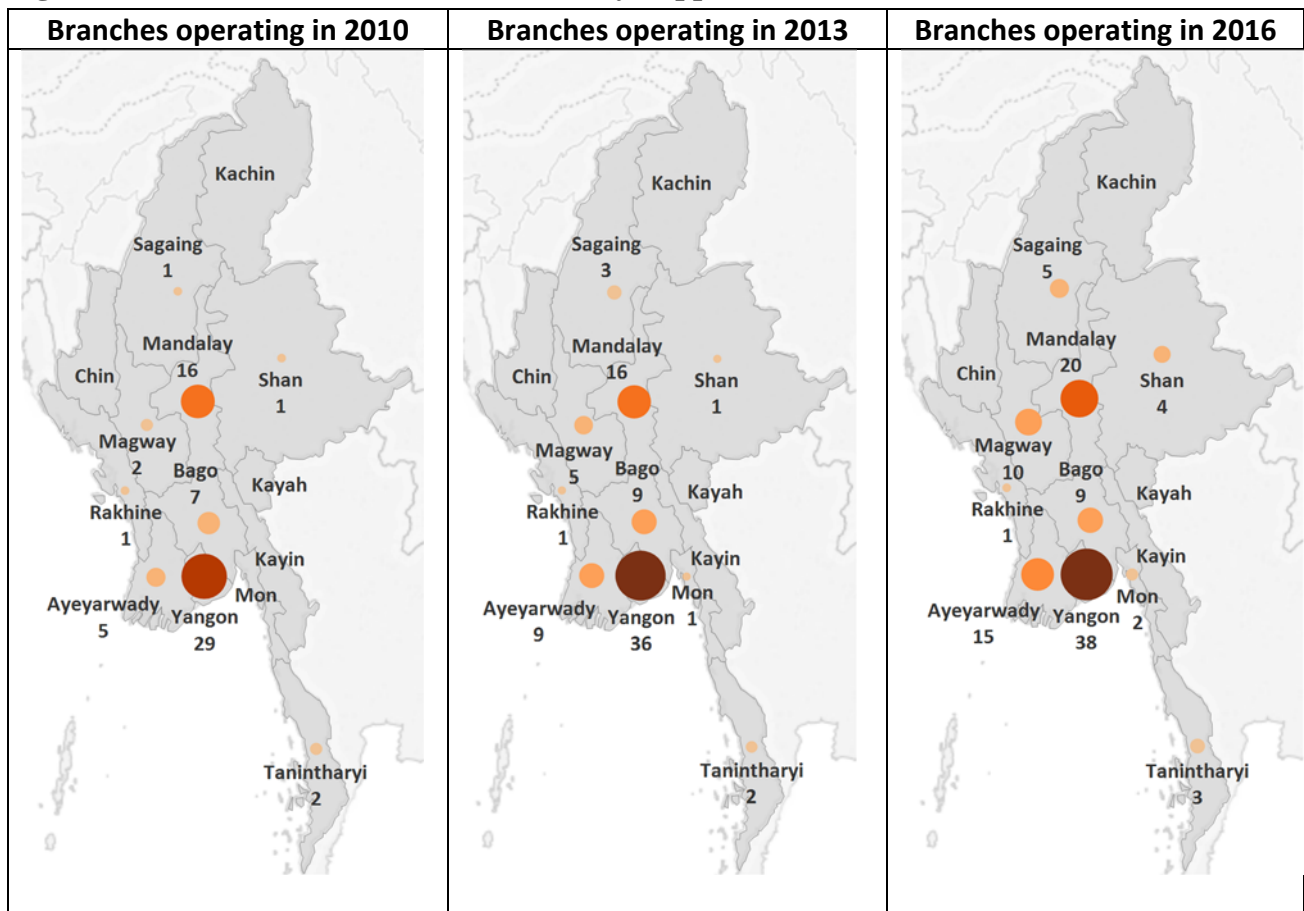 Branches operating in 2010
Kachin
Sagaing
1
Mandalay
16
Chin
Shan
1
Magway
2
Bago
7
Kayah
Rakhine
1
Kayin
Mon
Ayeyarwady
5
Yangon
29
Tanintharyi
2
Branches operating in 2013
Kachin
Sagaing
3
Mandalay
16
Chin
Shan
1
Magway
5
Bago
9
Kayah
Rakhine
1
Kayin
Mon
1
Ayeyarwady
9
Yangon
36
Tanintharyi
2
Branches operating in 2016
Kachin
Sagaing
5
Mandalay
20
Chin
Shan
4
Magway
10
Bago
9
Kayah
Rakhine
1
Kayin
Mon
2
Ayeyarwady
15
Yangon
38
Tanintharyi
3